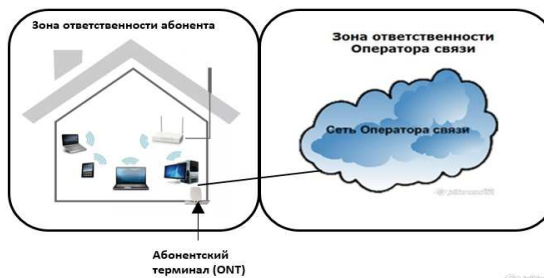 Зона ответственности абонента
Зона ответственности
Оператора связи
Сеть Оператора связи
Абонентский
терминал (ONT)